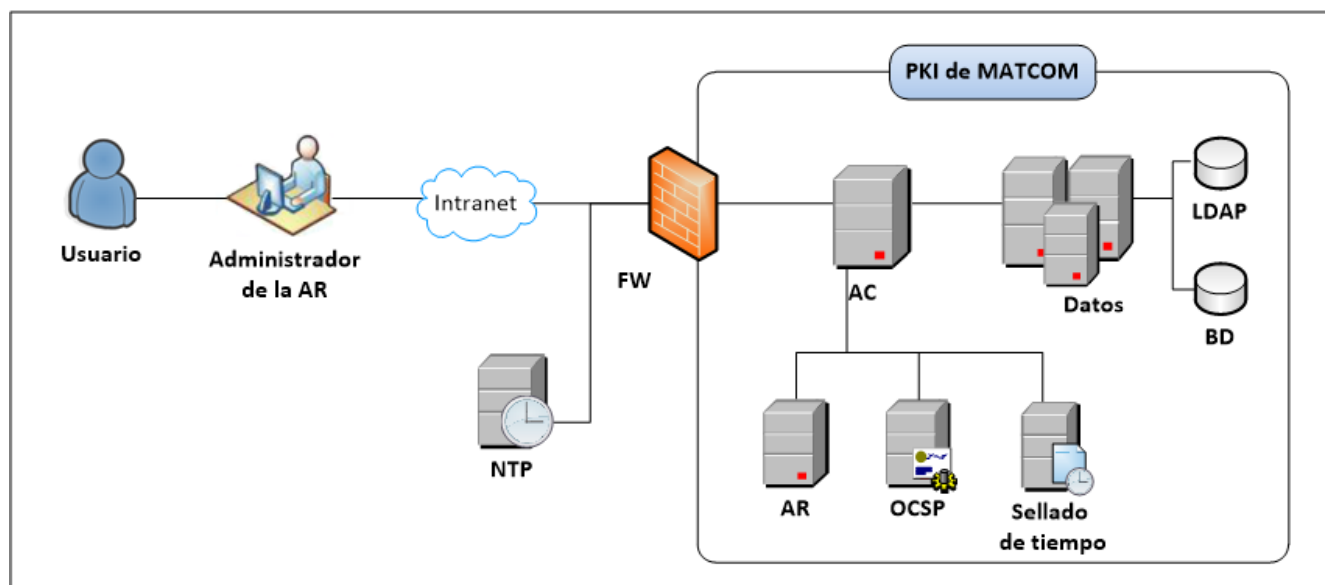 PKI de MATCOM
Usuario
Administrador
de la AR
Intranet
FW
NTP
AC
Datos
LDAP
BD
AR
OCSP
Sellado
de tiempo